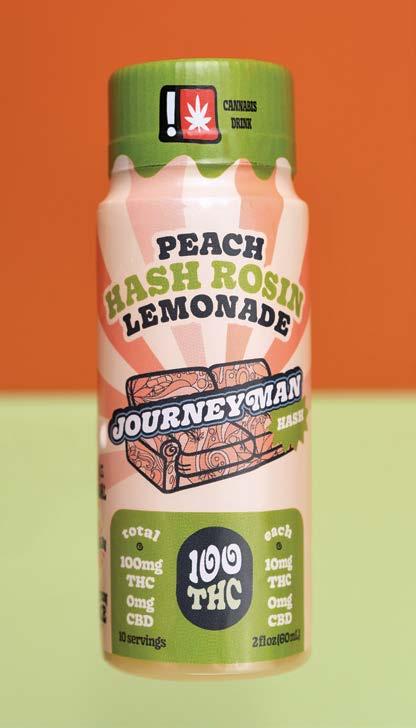 !
CANNABIS
DRINK
PEACH
HASH ROSIN
LEMONADE
JOURNEYMAN
HASH
total
100mg
THC
0mg
CBD
10 servings
100
THC
each
10mg
THC
0mg
CBD
2 fl oz (60mL)